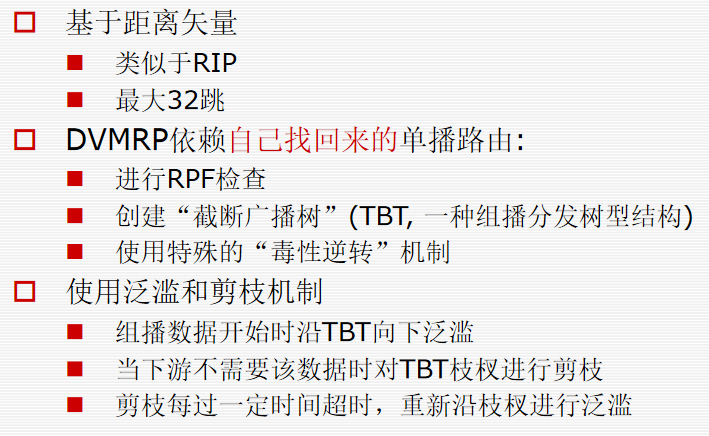 基于距离矢量
类似于RIP
最大32跳
DVMRP依赖自己找回来的单播路由:
进行RPF检查
创建“截断广播树”(TBT, 一种组播分发树型结构)
使用特殊的“毒性逆转”机制
使用泛滥和剪枝机制
组播数据开始时沿TBT向下泛滥
当下游不需要该数据时对TBT枝杈进行剪枝
剪枝每过一定时间超时，重新沿枝杈进行泛滥